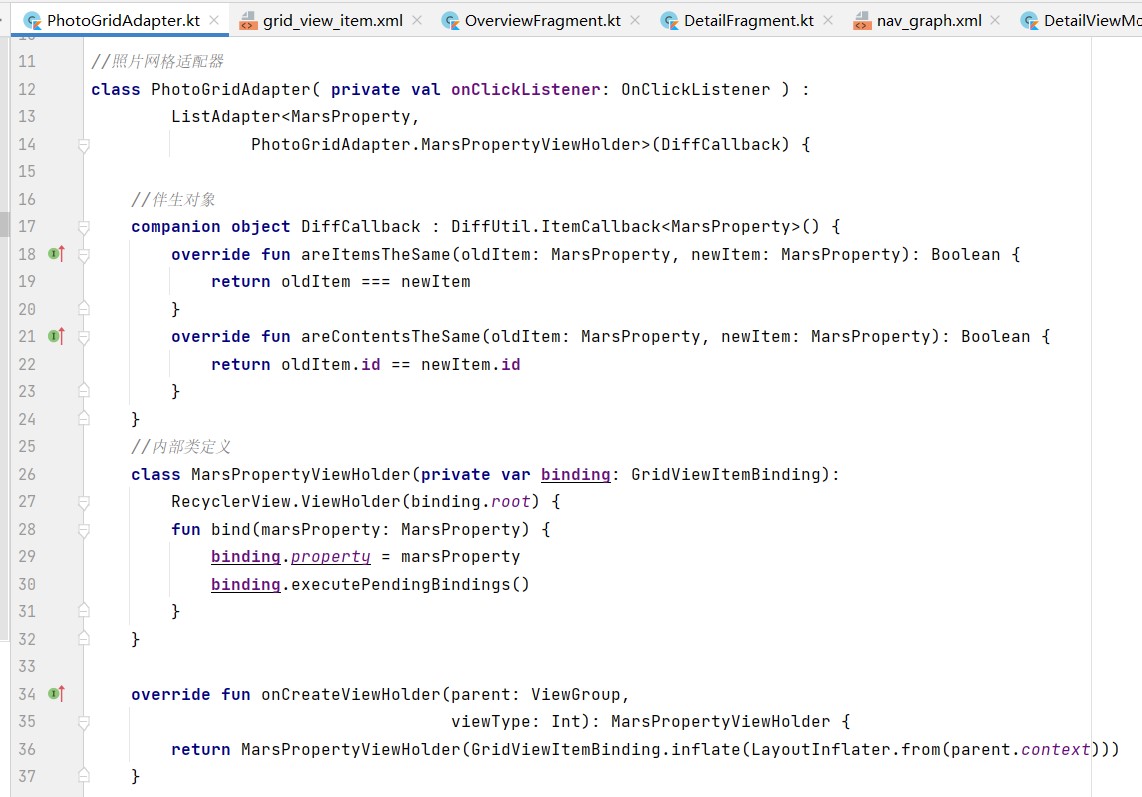 PhotoGridAdapter.kt × grid_view_item.xml × OverviewFragment.kt × DetailFragment.kt × nav_graph.xml × DetailViewMo
11 //照片网格适配器
12 class PhotoGridAdapter( private val onClickListener: OnClickListener ) :
13 ListAdapter<MarsProperty,
14 PhotoGridAdapter.MarsPropertyViewHolder>(DiffCallback) {
15
16 //伴生对象
17 companion object DiffCallback : DiffUtil.ItemCallback<MarsProperty>() {
18 override fun areItemsTheSame(oldItem: MarsProperty, newItem: MarsProperty): Boolean {
19 return oldItem === newItem
20 }
21 override fun areContentsTheSame(oldItem: MarsProperty, newItem: MarsProperty): Boolean {
22 return oldItem.id == newItem.id
23 }
24 }
25 //内部类定义
26 class MarsPropertyViewHolder(private var binding: GridViewItemBinding):
27 RecyclerView.ViewHolder(binding.root) {
28 fun bind(marsProperty: MarsProperty) {
29 binding.property = marsProperty
30 binding.executePendingBindings()
31 }
32 }
33
34 override fun onCreateViewHolder(parent: ViewGroup,
35 viewType: Int): MarsPropertyViewHolder {
36 return MarsPropertyViewHolder(GridViewItemBinding.inflate(LayoutInflater.from(parent.context)))
37 }